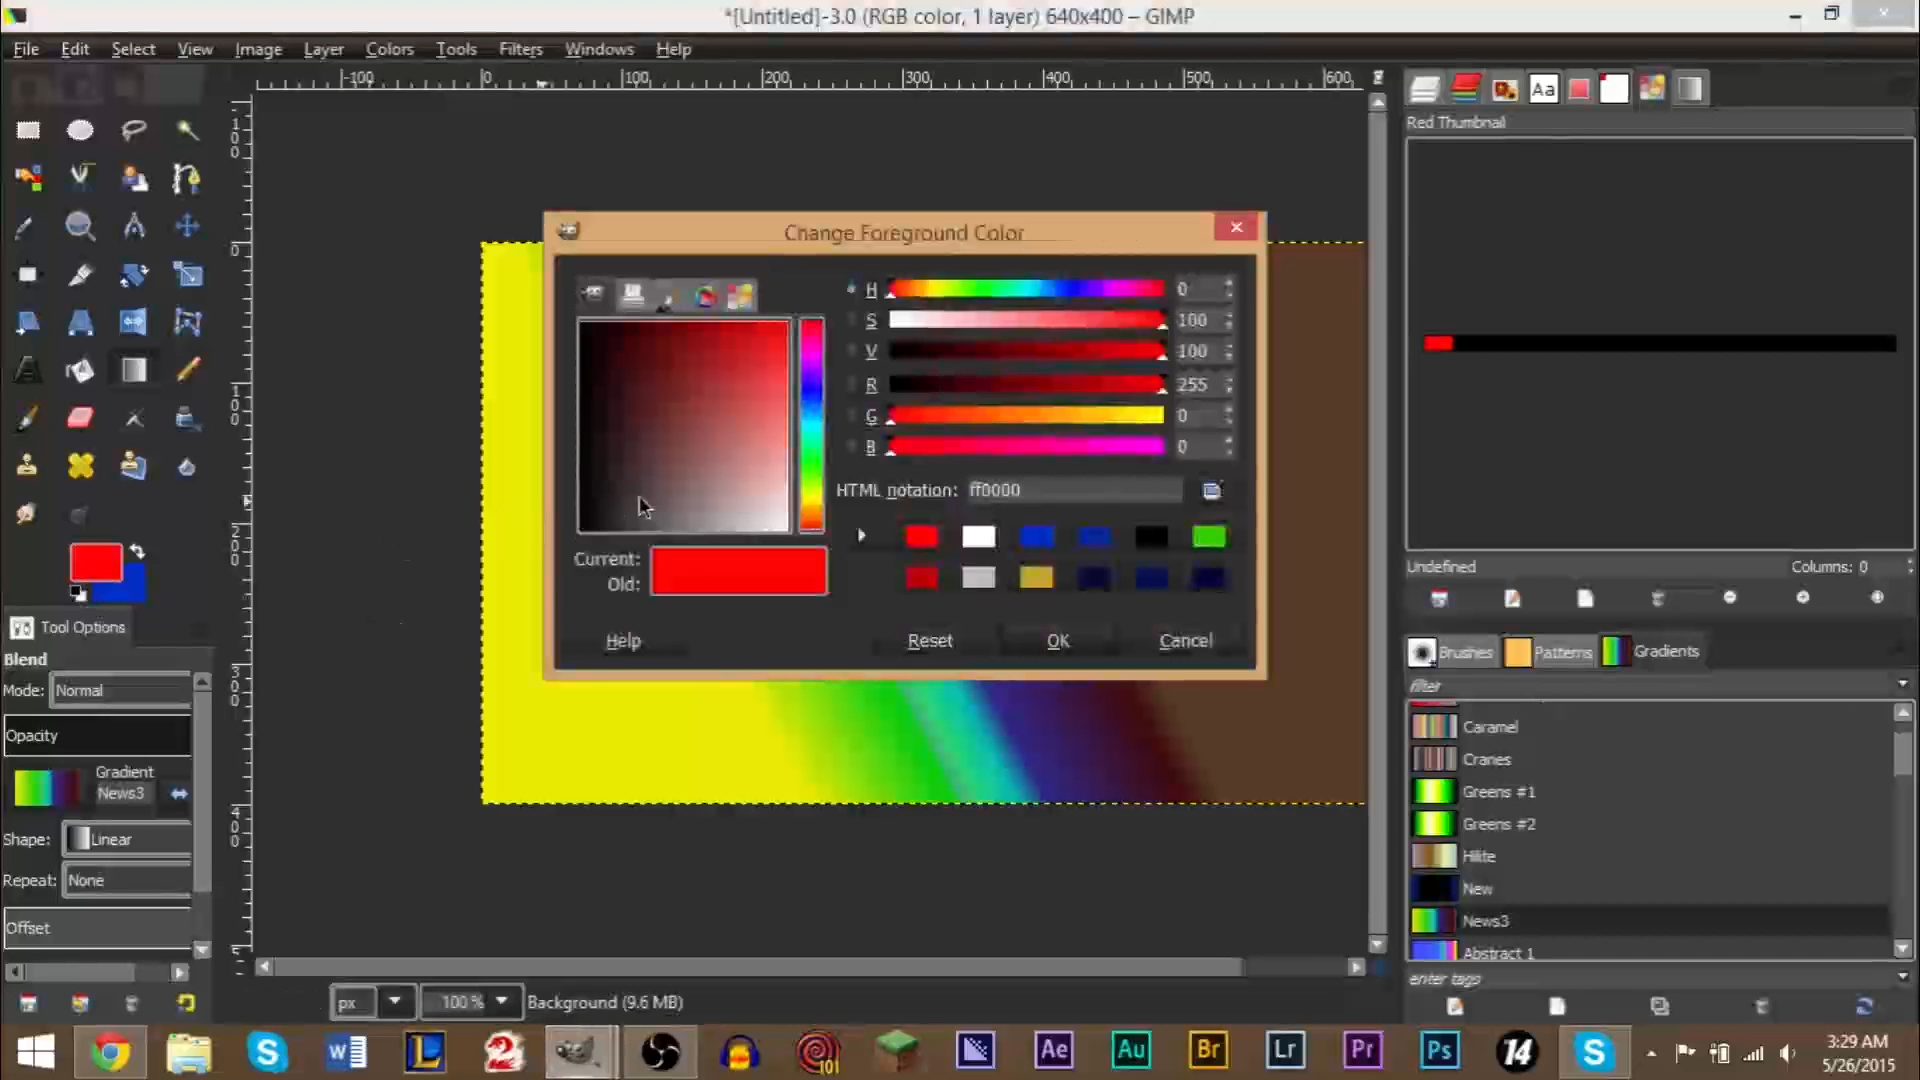 *[Untitled]-3.0 (RGB color, 1 layer) 640x400 – GIMP
File Edit Select View Image Layer Colors Tools Filters Windows Help
-100 0 100 200 300 400 500 600
Aa
Red Thumbnail
Change Foreground Color
H 0
S 100
V 100
R 255
G 0
B 0
HTML notation: ff0000
Current:
Old:
Help Reset OK Cancel
Undefined Columns: 0
Tool Options
Blend
Mode: Normal
Opacity
Gradient
News3
Shape: Linear
Repeat: None
Offset
Brushes Patterns Gradients
filter
Caramel
Cranes
Greens #1
Greens #2
Hilite
New
News3
Abstract 1
enter tags
px 100 % Background (9.6 MB)
S W L 2 101 Ae Au Br Lr Pr Ps 14 S
3:29 AM
5/26/2015